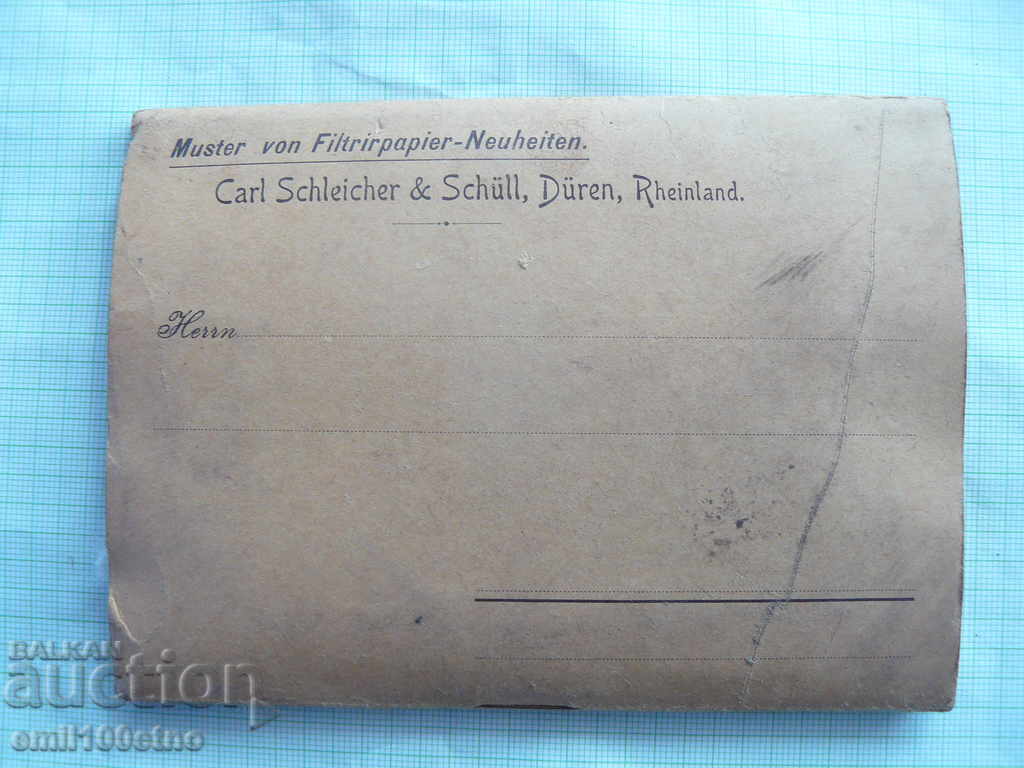 Muster von Filtrirpapier-Neuheiten.
Carl Schleicher & Schüll, Düren, Rheinland.
Herrn
BALKAN
auction
emil100etno